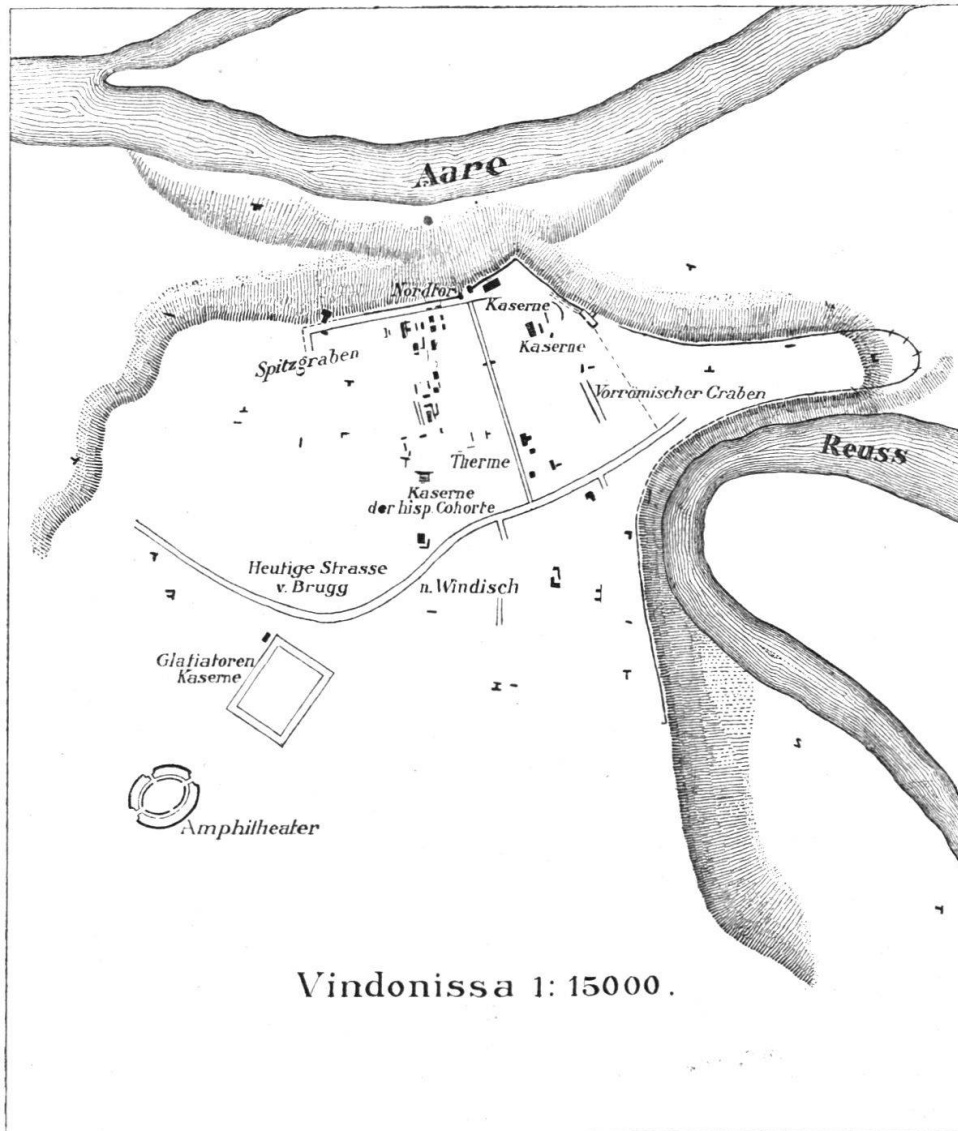 Aare
Nordtor
Kaserne
Kaserne
Spitzgraben
Vorrömischer Graben
Reuss
Therme
Kaserne
der hisp. Cohorte
Heutige Strasse
v. Brugg
n. Windisch
Glatiatoren
Kaserne
Amphitheater
Vindonissa 1:15000.